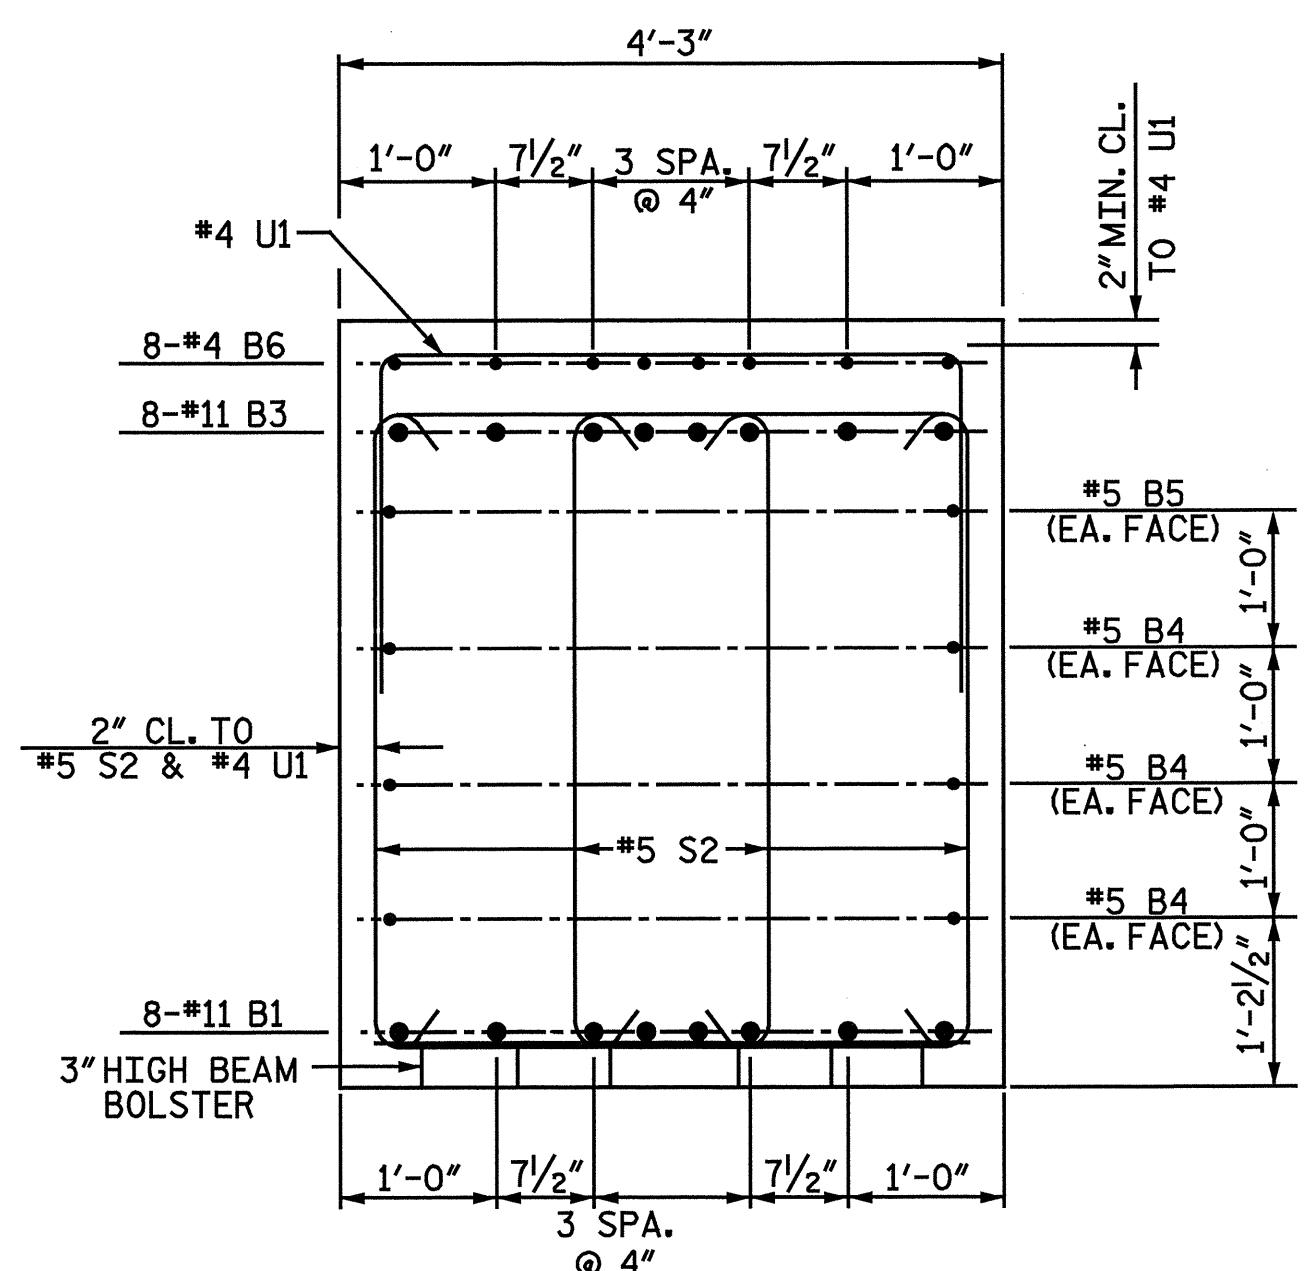 4'-3"
1'-0" 7½" 3 SPA. 7½" 1'-0"
@ 4"
2" MIN. CL.
TO #4 U1
#4 U1
8-#4 B6
8-#11 B3
#5 B5
(EA. FACE)
1'-0"
#5 B4
(EA. FACE)
1'-0"
2" CL. TO
#5 S2 & #4 U1
#5 B4
(EA. FACE)
#5 S2
1'-0"
#5 B4
(EA. FACE)
1'-2½"
8-#11 B1
3" HIGH BEAM
BOLSTER
1'-0" 7½" 7½" 1'-0"
3 SPA.
@ 4"